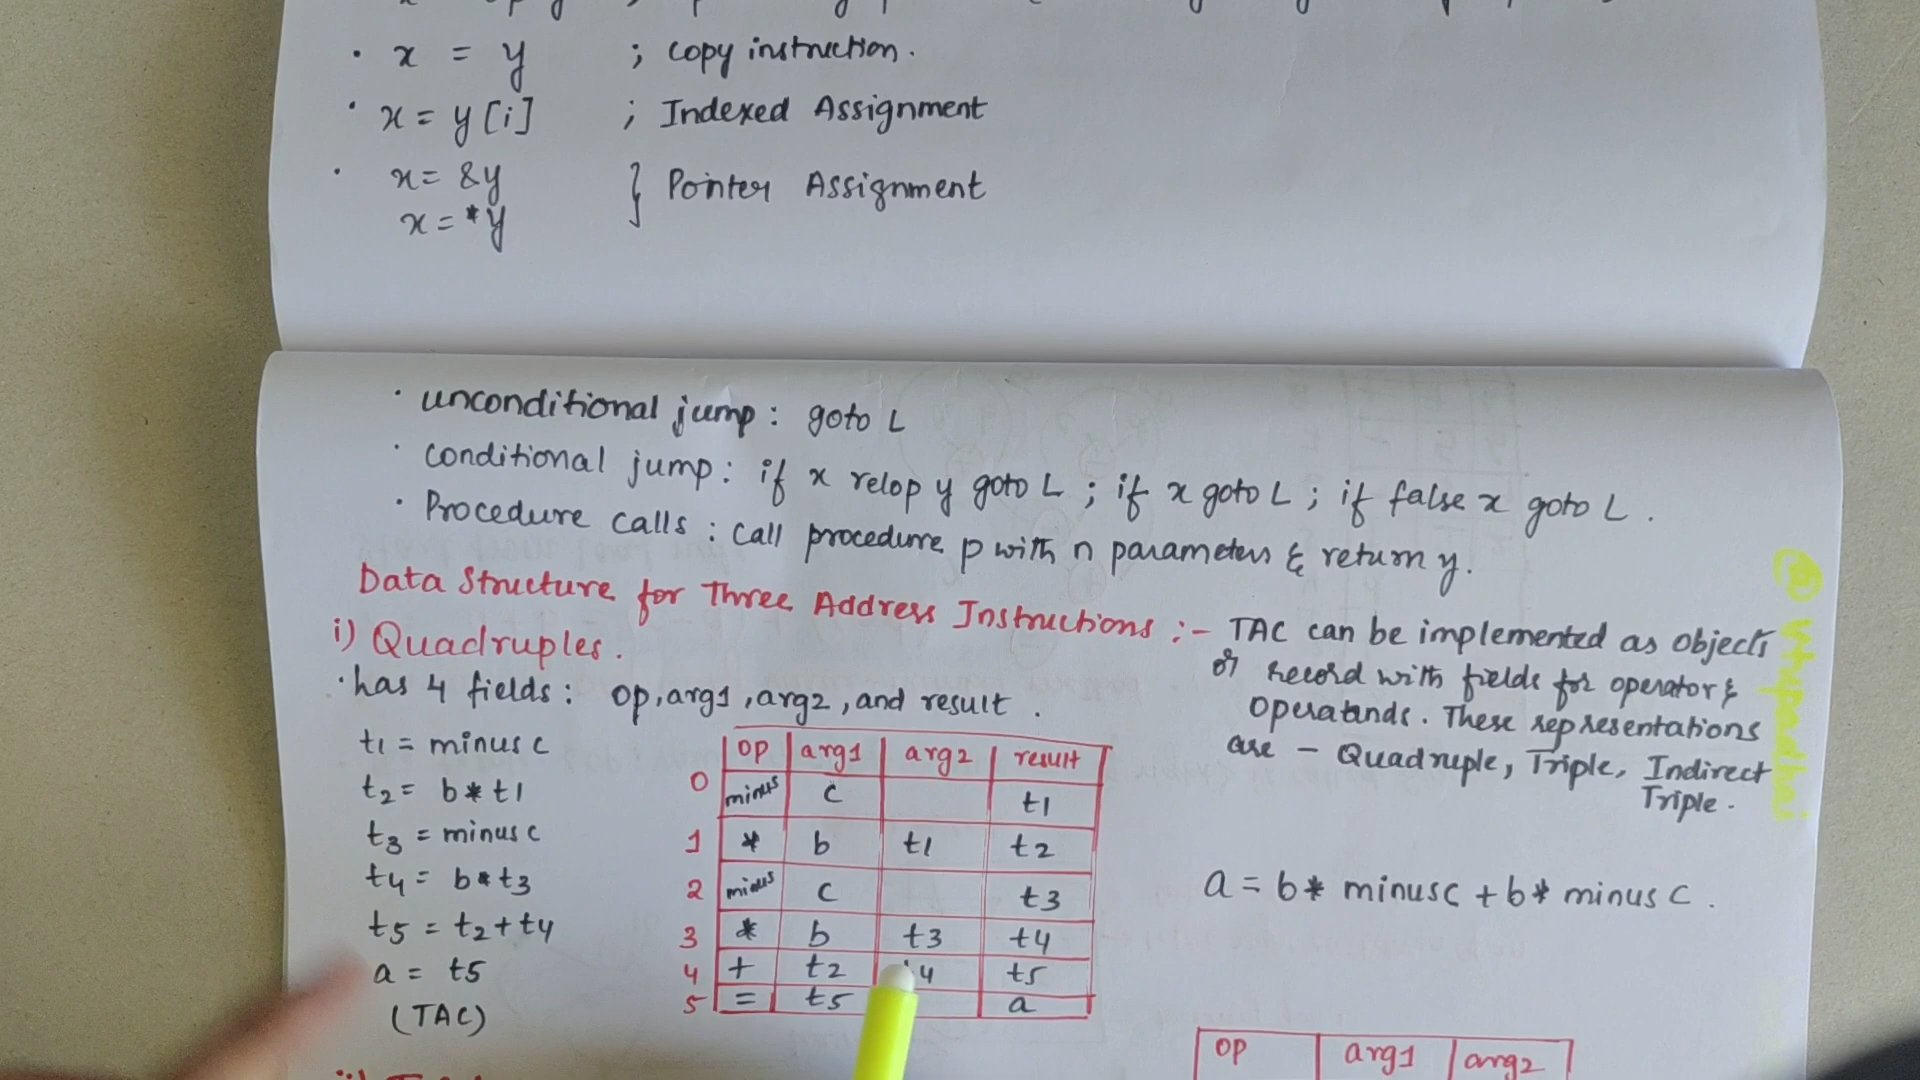 · x = y ; copy instruction.
· x = y [i] ; Indexed Assignment
· x = &y } Pointer Assignment
x = *y
· unconditional jump : goto L
· conditional jump : if x relop y goto L ; if x goto L ; if false x goto L .
· Procedure calls : call procedure p with n parameters & return y.
Data Structure for Three Address Instructions :- TAC can be implemented as objects
or record with fields for operator &
Operatands. These representations
are - Quadruple, Triple, Indirect
Triple .
i) Quadruples .
· has 4 fields : op, arg1, arg2, and result .
t1 = minus c
t2 = b * t1
t3 = minus c
t4 = b * t3
t5 = t2 + t4
a = t5
(TAC)
op arg1 arg2 result
0 minus c t1
1 * b t1 t2
2 minus c t3
3 * b t3 t4
4 + t2 t4 t5
5 = t5 a
a = b * minus c + b * minus c .
op arg1 arg2